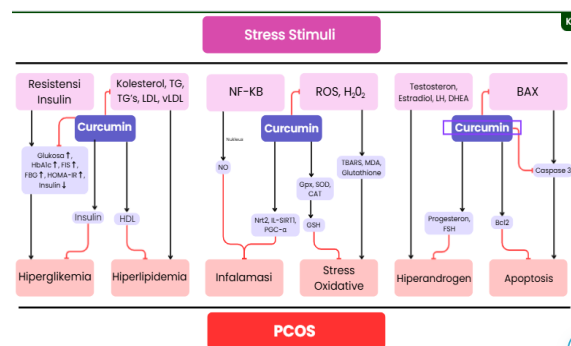 Stress Stimuli
K
Resistensi
Insulin
Kolesterol, TG,
TG's, LDL, vLDL
NF-KB
ROS, H₂0₂
Testosteron,
Estradiol, LH, DHEA
BAX
Curcumin
Curcumin
Curcumin
Glukosa↑,
HbA1c↑, FIS↑,
FBG↑, HOMA-IR↑,
Insulin↓
Nucleus
NO
TBARS, MDA,
Glutathione
Caspase 3
Gpx, SOD,
CAT
Insulin
HDL
Nrt2, IL-SIRT1,
PGC-α
GSH
Progesteron,
FSH
Bcl2
Hiperglikemia
Hiperlipidemia
Infalamasi
Stress
Oxidative
Hiperandrogen
Apoptosis
PCOS